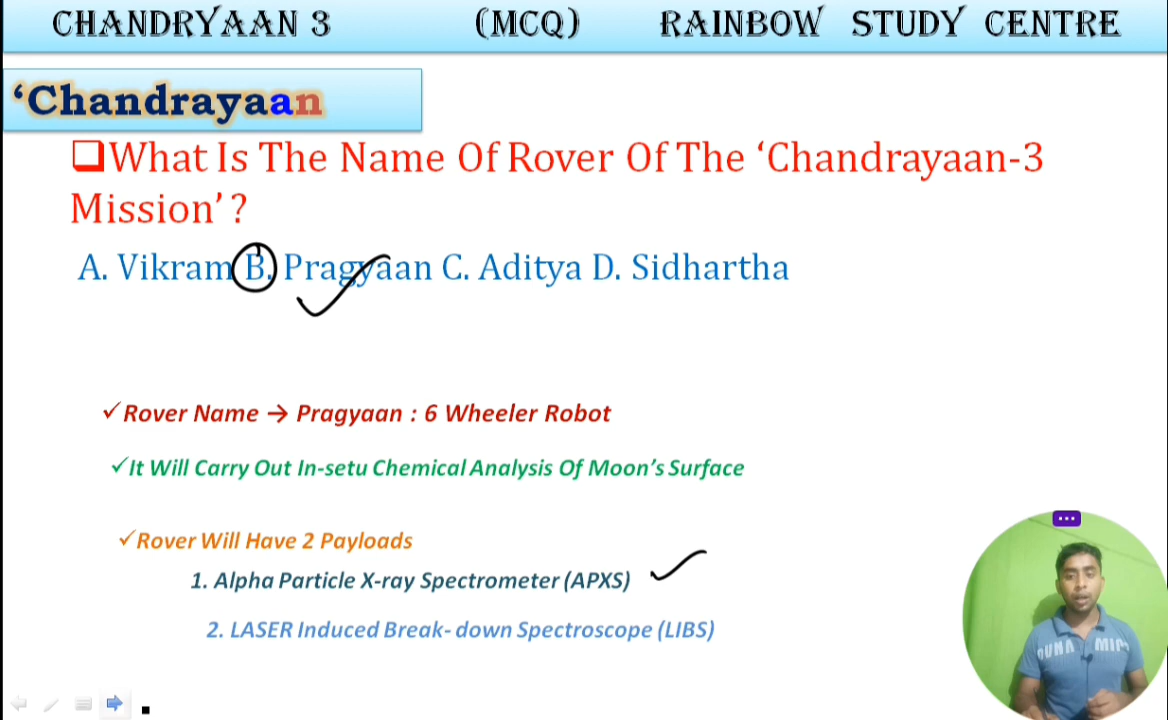 CHANDRYAAN 3 (MCQ) RAINBOW STUDY CENTRE
‘Chandrayaan
What Is The Name Of Rover Of The ‘Chandrayaan-3
Mission’ ?
A. Vikram B. Pragyaan C. Aditya D. Sidhartha
Rover Name → Pragyaan : 6 Wheeler Robot
It Will Carry Out In-setu Chemical Analysis Of Moon’s Surface
Rover Will Have 2 Payloads
1. Alpha Particle X-ray Spectrometer (APXS)
2. LASER Induced Break- down Spectroscope (LIBS)